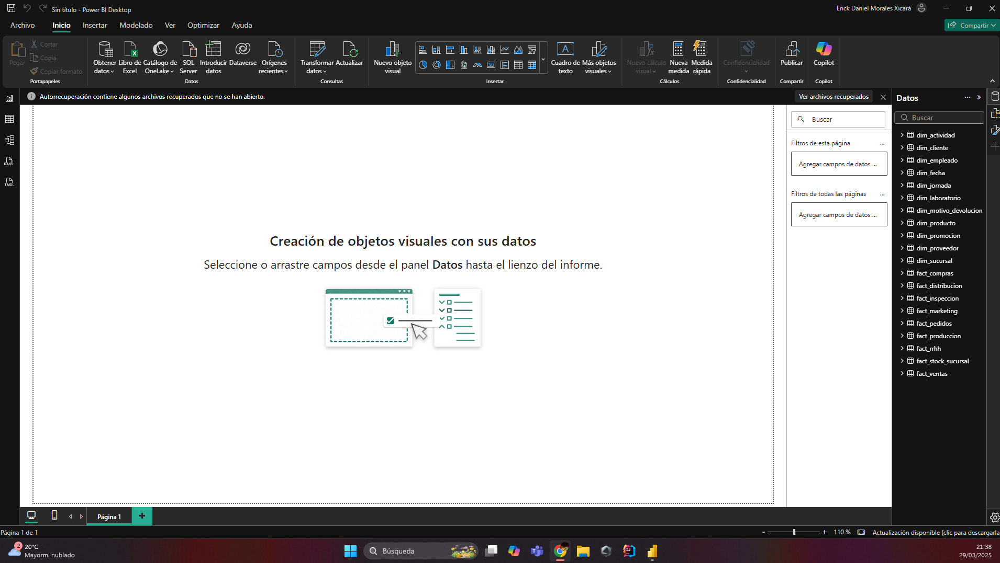 Sin título - Power BI Desktop
Erick Daniel Morales Xicará
Archivo
Inicio
Insertar
Modelado
Ver
Optimizar
Ayuda
Compartir
Pegar
Cortar
Copia
Copiar formato
Portapapeles
Obtener datos
Libro de Excel
Catálogo de OneLake
SQL Server
Introducir datos
Dataverse
Orígenes recientes
Datos
Transformar datos
Actualizar
Consultas
Nuevo objeto visual
Cuadro de texto
Más objetos visuales
Insertar
Nuevo cálculo visual
Nueva medida
Medida rápida
Cálculos
Confidencialidad
Confidencialidad
Publicar
Compartir
Copilot
Copilot
Autorrecuperación contiene algunos archivos recuperados que no se han abierto.
Ver archivos recuperados
DAX
TMDL
Creación de objetos visuales con sus datos
Seleccione o arrastre campos desde el panel Datos hasta el lienzo del informe.
Buscar
Filtros de esta página
...
Agregar campos de datos ...
Filtros de todas las páginas
...
Agregar campos de datos ...
Datos
Buscar
dim_actividad
dim_cliente
dim_empleado
dim_fecha
dim_jornada
dim_laboratorio
dim_motivo_devolucion
dim_producto
dim_promocion
dim_proveedor
dim_sucursal
fact_compras
fact_distribucion
fact_inspeccion
fact_marketing
fact_pedidos
fact_produccion
fact_rrhh
fact_stock_sucursal
fact_ventas
Página 1
Página 1 de 1
- + 110 %
Actualización disponible (clic para descargarla
2
20°C
Mayorm. nublado
Búsqueda
21:38
29/03/2025